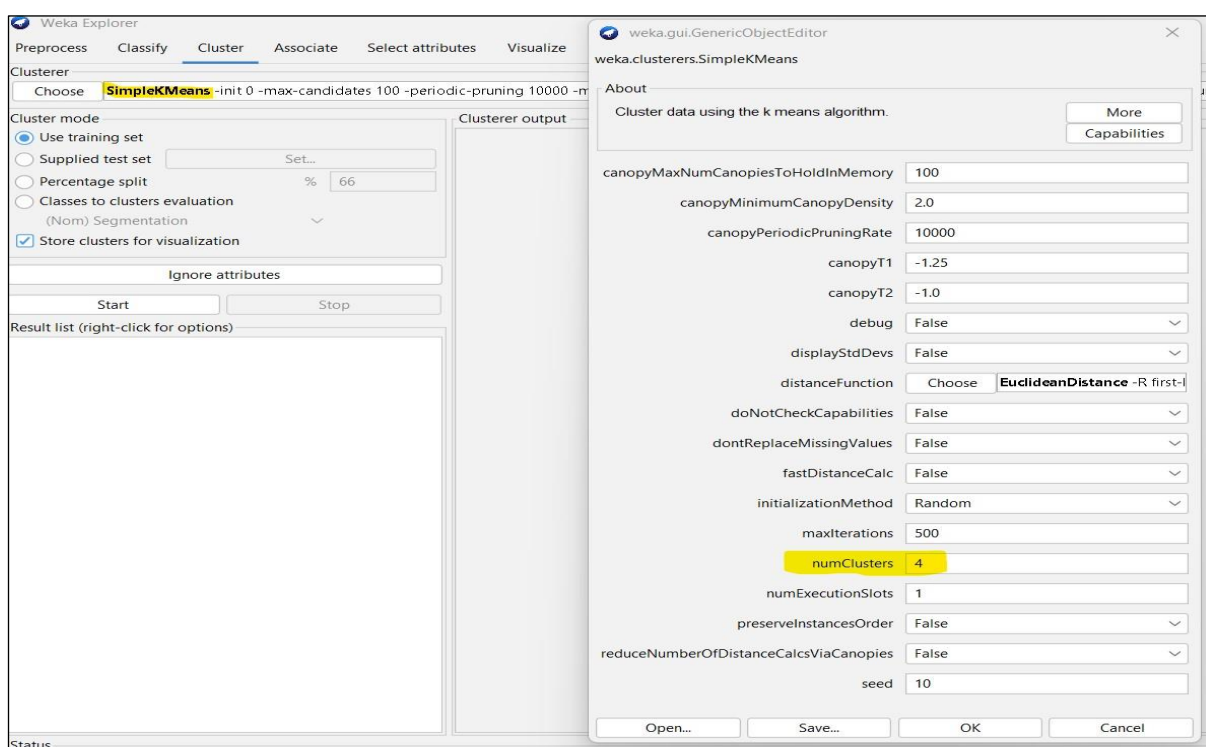 Weka Explorer
Preprocess Classify Cluster Associate Select attributes Visualize
Clusterer
Choose SimpleKMeans -init 0 -max-candidates 100 -periodic-pruning 10000
Cluster mode
Use training set
Supplied test set Set...
Percentage split % 66
Classes to clusters evaluation
(Nom) Segmentation
Store clusters for visualization
Ignore attributes
Start Stop
Result list (right-click for options)
Status
Clusterer output
weka.gui.GenericObjectEditor
weka.clusterers.SimpleKMeans
About
Cluster data using the k means algorithm.
More
Capabilities
canopyMaxNumCanopiesToHoldInMemory 100
canopyMinimumCanopyDensity 2.0
canopyPeriodicPruningRate 10000
canopyT1 -1.25
canopyT2 -1.0
debug False
displayStdDevs False
distanceFunction Choose EuclideanDistance -R first-l
doNotCheckCapabilities False
dontReplaceMissingValues False
fastDistanceCalc False
initializationMethod Random
maxIterations 500
numClusters 4
numExecutionSlots 1
preserveInstancesOrder False
reduceNumberOfDistanceCalcsViaCanopies False
seed 10
Open... Save... OK Cancel